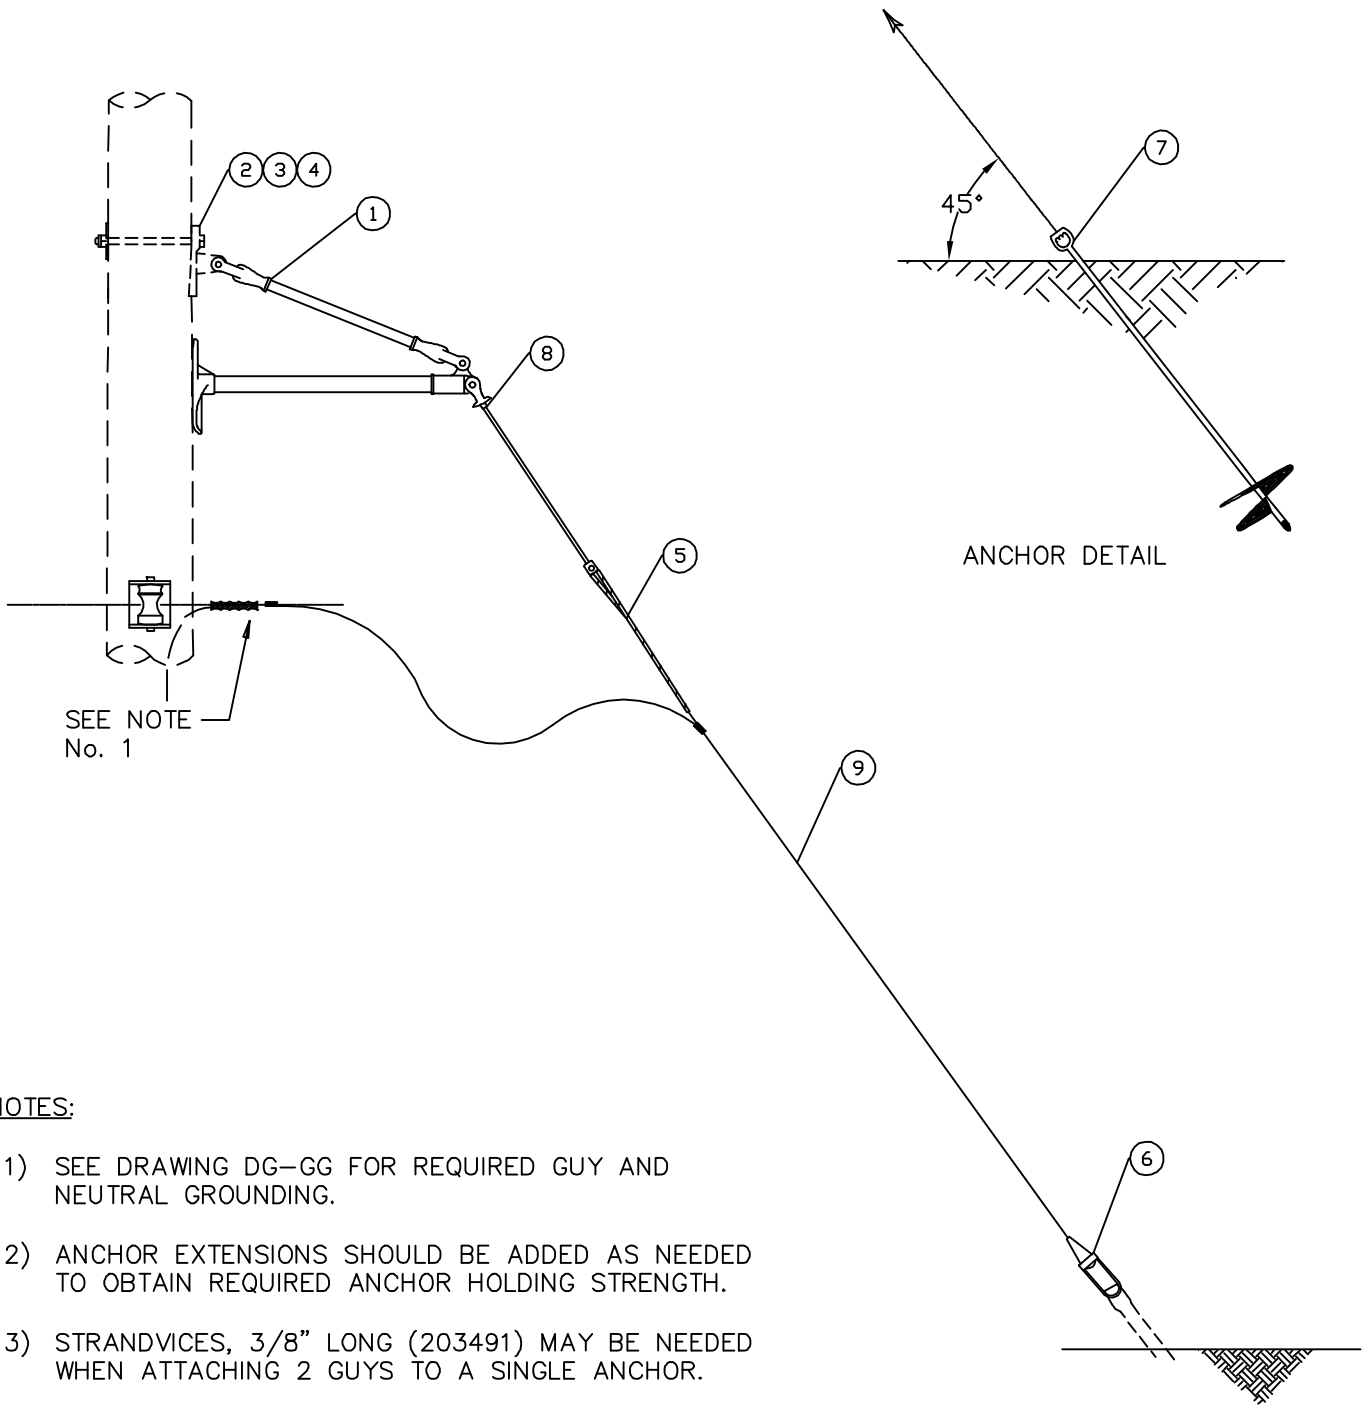 2 3 4
1
7
45°
8
ANCHOR DETAIL
5
SEE NOTE
No. 1
9
NOTES:
1) SEE DRAWING DG-GG FOR REQUIRED GUY AND
NEUTRAL GROUNDING.
6
2) ANCHOR EXTENSIONS SHOULD BE ADDED AS NEEDED
TO OBTAIN REQUIRED ANCHOR HOLDING STRENGTH.
3) STRANDVICES, 3/8" LONG (203491) MAY BE NEEDED
WHEN ATTACHING 2 GUYS TO A SINGLE ANCHOR.